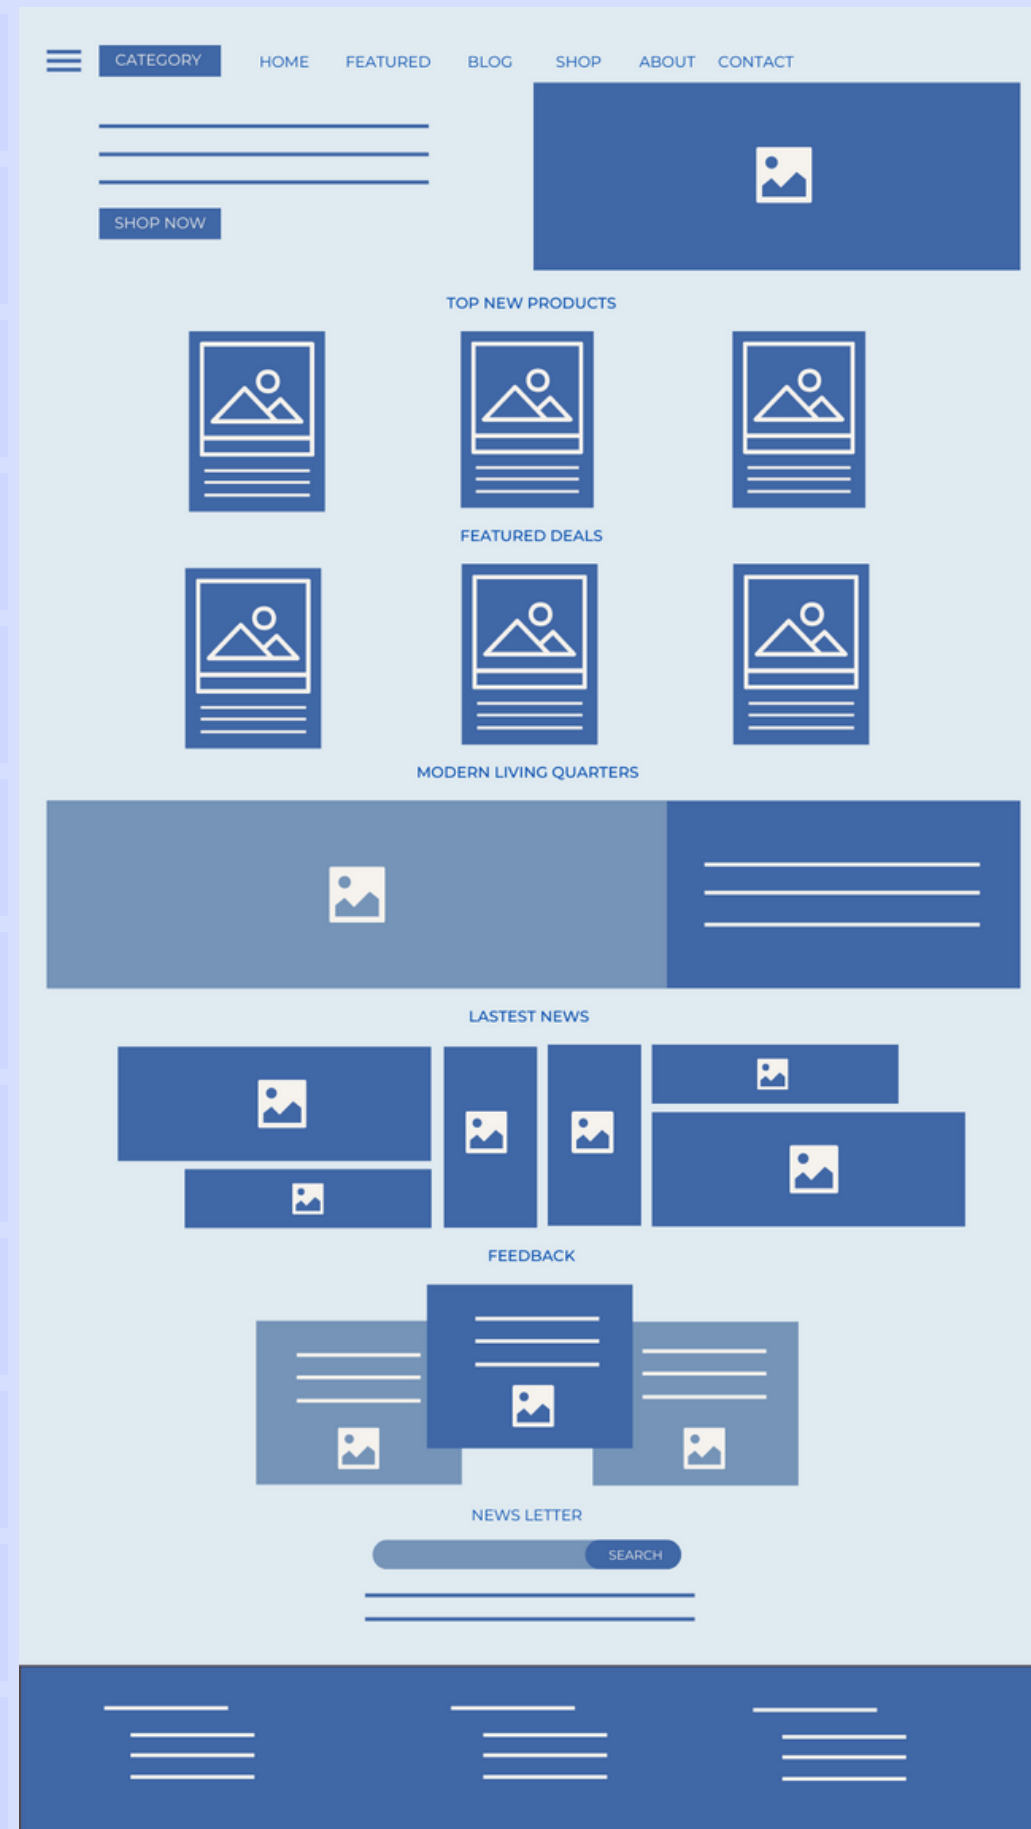 CATEGORY HOME FEATURED BLOG SHOP ABOUT CONTACT
SHOP NOW
TOP NEW PRODUCTS
FEATURED DEALS
MODERN LIVING QUARTERS
LASTEST NEWS
FEEDBACK
NEWS LETTER
SEARCH